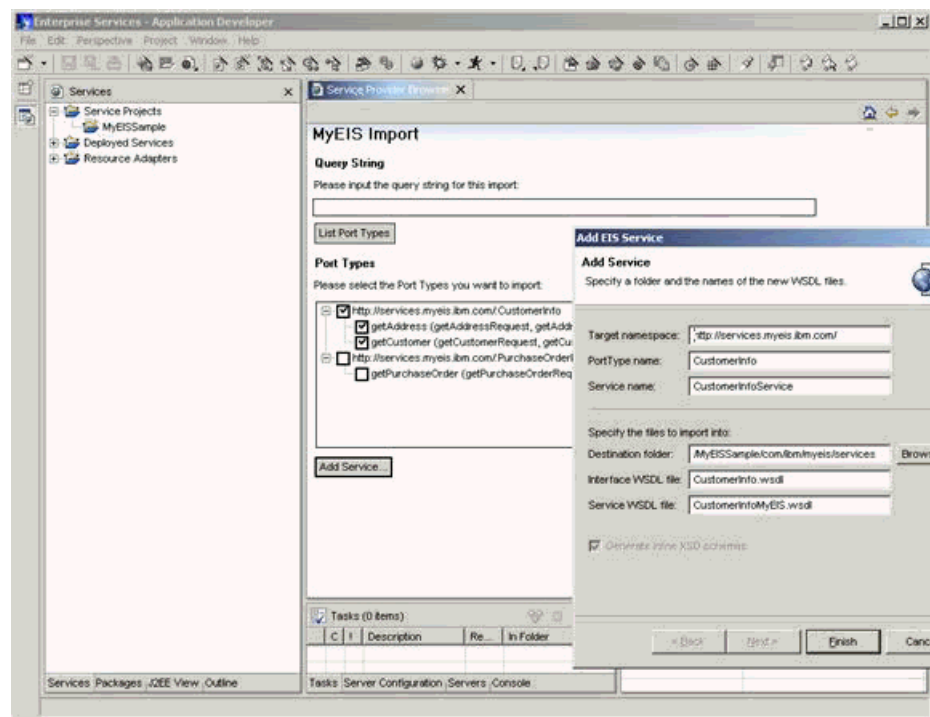 Enterprise Services - Application Developer
File Edit Perspective Project Window Help
Services
Service Projects
MyEISSample
Deployed Services
Resource Adapters
Service Provider Browser
MyEIS Import
Query String
Please input the query string for this import:
List Port Types
Port Types
Please select the Port Types you want to import:
http://services.myeis.ibm.com/ CustomerInfo
getAddress (getAddressRequest, getAddr
getCustomer (getCustomerRequest, getCu
http://services.myeis.ibm.com/ PurchaseOrder
getPurchaseOrder (getPurchaseOrderReq
Add Service...
Add EIS Service
Add Service
Specify a folder and the names of the new WSDL files.
Target namespace: http://services.myeis.ibm.com/
PortType name: CustomerInfo
Service name: CustomerInfoService
Specify the files to import into:
Destination folder: /MyEISSample/com/ibm/myeis/services Brow
Interface WSDL file: CustomerInfo.wsdl
Service WSDL file: CustomerInfoMyEIS.wsdl
Generate inline XSD schemas
< Back Next > Finish Canc
Tasks (0 items)
C ! Description Re... In Folder
Services Packages J2EE View Outline
Tasks Server Configuration Servers Console